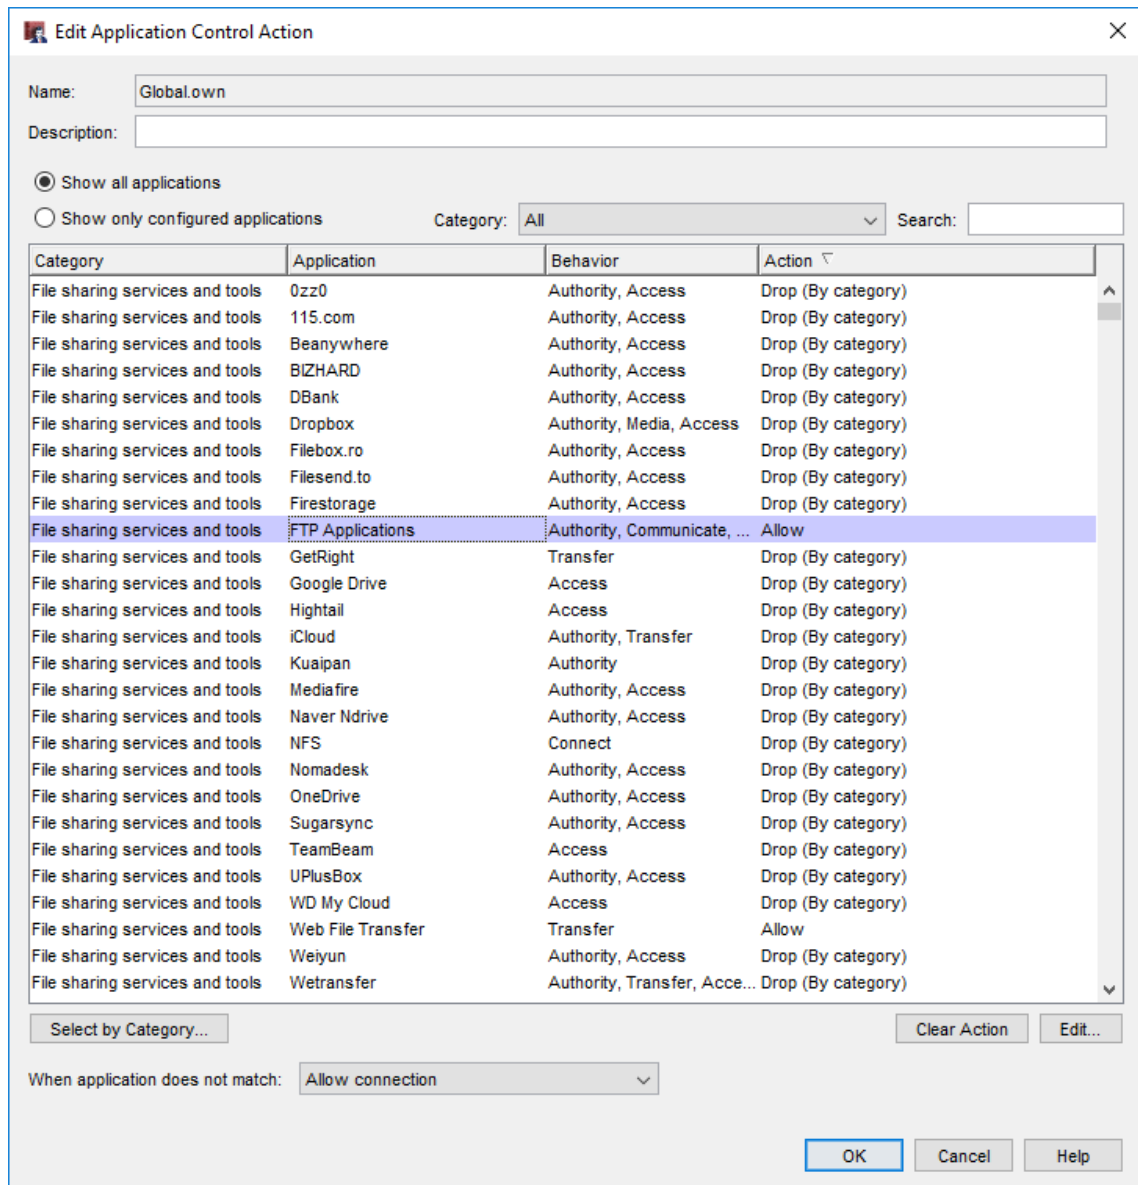 Edit Application Control Action
Name: Global.own
Description:
Show all applications
Show only configured applications Category: All Search:
Category Application Behavior Action
File sharing services and tools 0zz0 Authority, Access Drop (By category)
File sharing services and tools 115.com Authority, Access Drop (By category)
File sharing services and tools Beanywhere Authority, Access Drop (By category)
File sharing services and tools BIZHARD Authority, Access Drop (By category)
File sharing services and tools DBank Authority, Access Drop (By category)
File sharing services and tools Dropbox Authority, Media, Access Drop (By category)
File sharing services and tools Filebox.ro Authority, Access Drop (By category)
File sharing services and tools Filesend.to Authority, Access Drop (By category)
File sharing services and tools Firestorage Authority, Access Drop (By category)
File sharing services and tools FTP Applications Authority, Communicate, ... Allow
File sharing services and tools GetRight Transfer Drop (By category)
File sharing services and tools Google Drive Access Drop (By category)
File sharing services and tools Hightail Access Drop (By category)
File sharing services and tools iCloud Authority, Transfer Drop (By category)
File sharing services and tools Kuaipan Authority Drop (By category)
File sharing services and tools Mediafire Authority, Access Drop (By category)
File sharing services and tools Naver Ndrive Authority, Access Drop (By category)
File sharing services and tools NFS Connect Drop (By category)
File sharing services and tools Nomadesk Authority, Access Drop (By category)
File sharing services and tools OneDrive Authority, Access Drop (By category)
File sharing services and tools Sugarsync Authority, Access Drop (By category)
File sharing services and tools TeamBeam Access Drop (By category)
File sharing services and tools UPlusBox Authority, Access Drop (By category)
File sharing services and tools WD My Cloud Access Drop (By category)
File sharing services and tools Web File Transfer Transfer Allow
File sharing services and tools Weiyun Authority, Access Drop (By category)
File sharing services and tools Wetransfer Authority, Transfer, Acce... Drop (By category)
Select by Category... Clear Action Edit...
When application does not match: Allow connection
OK Cancel Help